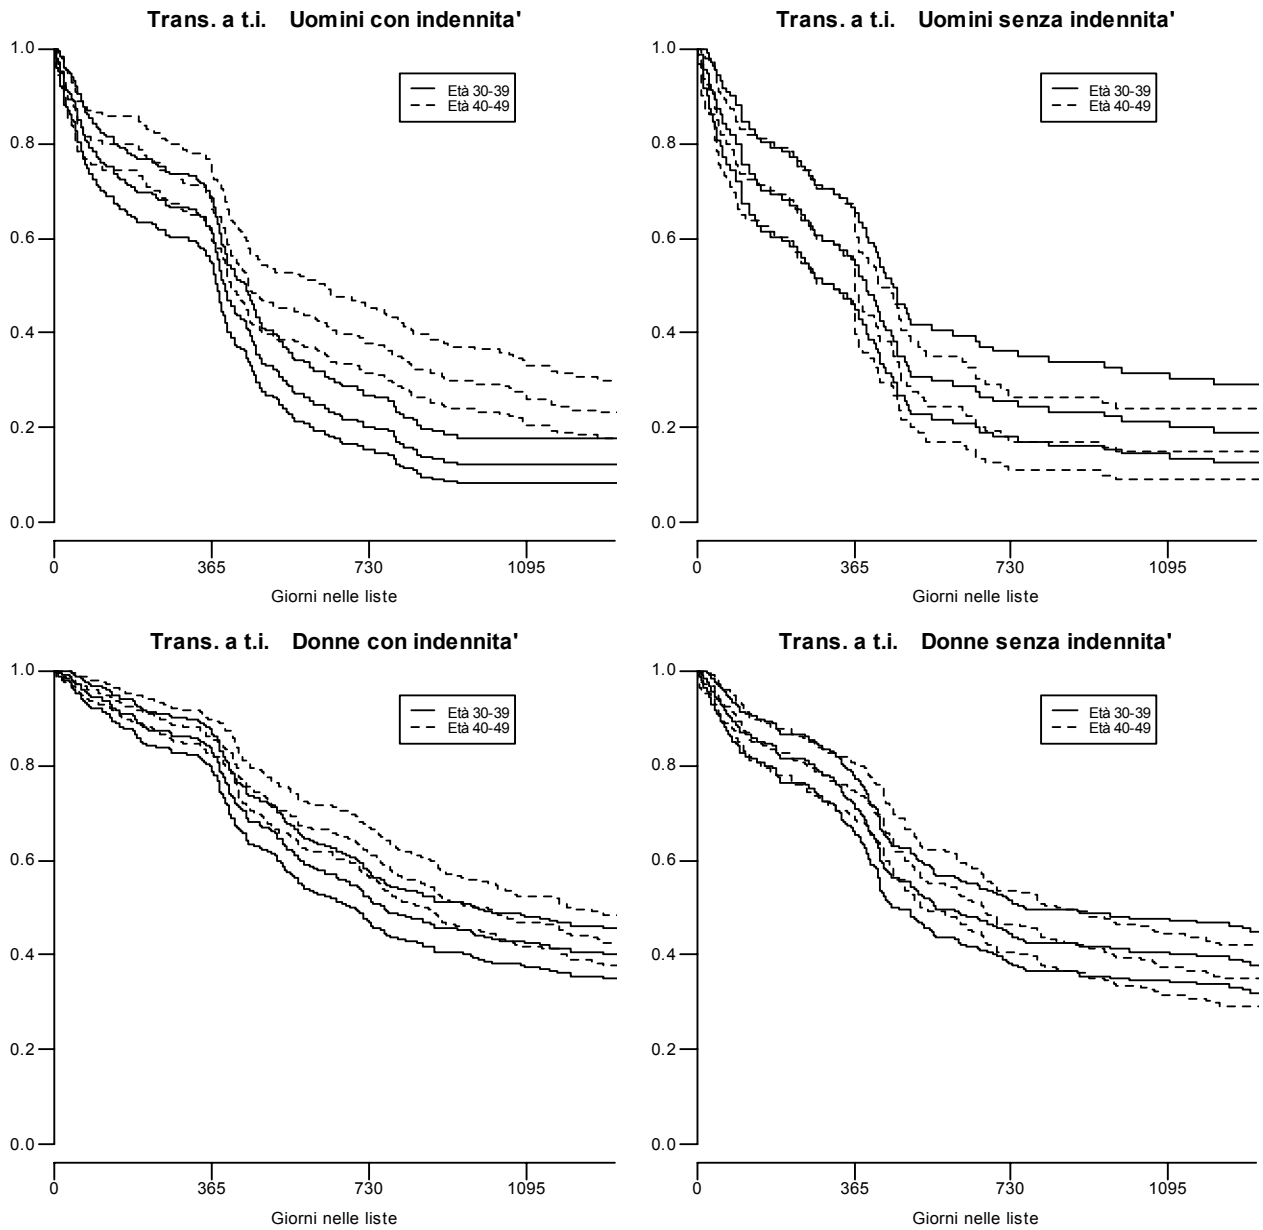 Trans. a t.i. Uomini con indennita'
1.0
0.8
0.6
0.4
0.2
0.0
Età 30-39
Età 40-49
0 365 730 1095
Giorni nelle liste
Trans. a t.i. Uomini senza indennita'
1.0
0.8
0.6
0.4
0.2
0.0
Età 30-39
Età 40-49
0 365 730 1095
Giorni nelle liste
Trans. a t.i. Donne con indennita'
1.0
0.8
0.6
0.4
0.2
0.0
Età 30-39
Età 40-49
0 365 730 1095
Giorni nelle liste
Trans. a t.i. Donne senza indennita'
1.0
0.8
0.6
0.4
0.2
0.0
Età 30-39
Età 40-49
0 365 730 1095
Giorni nelle liste